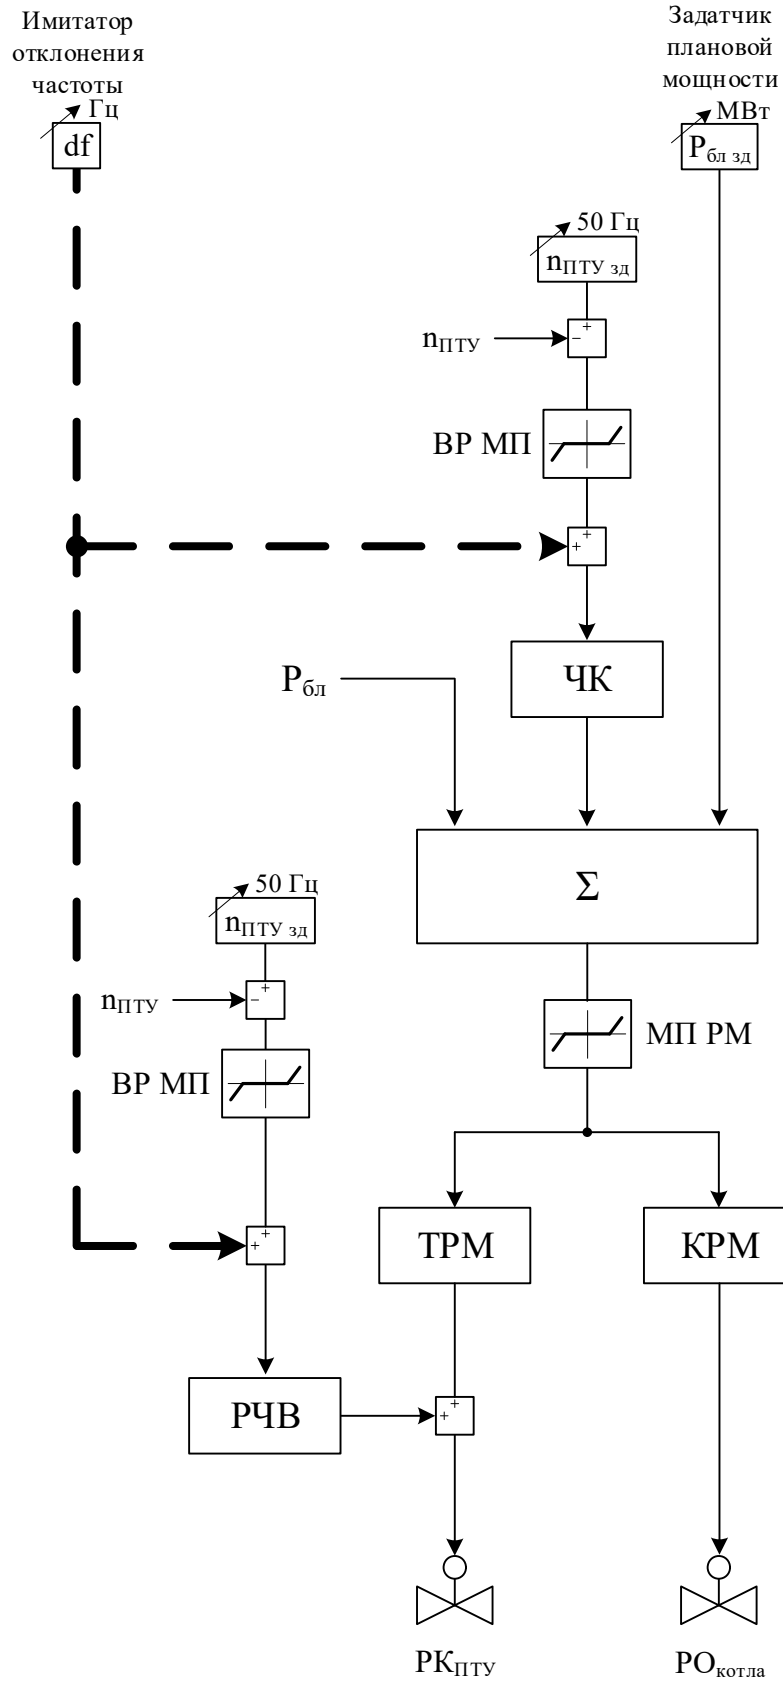 Имитатор
отклонения
частоты
Гц
df
Задатчик
плановой
мощности
МВт
Pбл зд
50 Гц
nПТУ зд
+
nПТУ
−
ВР МП
+
+
ЧК
Pбл
Σ
50 Гц
nПТУ зд
+
nПТУ
−
МП РМ
ВР МП
+
+
ТРМ
КРМ
РЧВ
+
+
РКПТУ
РОкотла